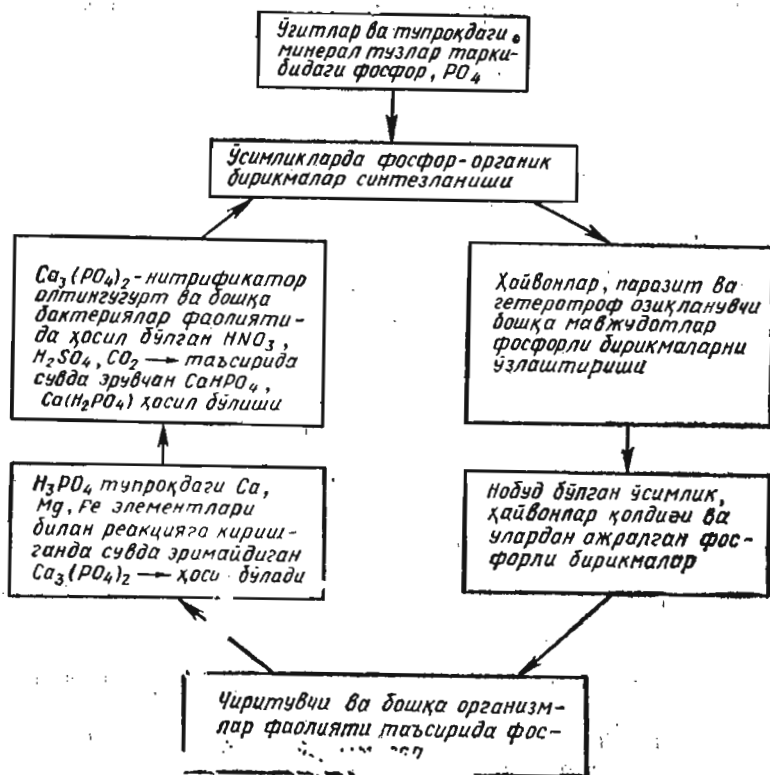 Ўғитлар ва тупроқдаги
минерал тузлар тарки-
бидаги фосфор, PO₄
Ўсимликларда фосфор-органик
бирикмалар синтезланиши
Ca₃(PO₄)₂-нитрификатор
олтингугурт ва бошқа
бактериялар фаолияти-
да ҳосил бўлган HNO₃,
H₂SO₄, CO₂ → таъсирида
сувда эрувчан CaHPO₄,
Ca(H₂PO₄) ҳосил бўлиши
Ҳайвонлар, паразит ва
гетеротроф озиқланувчи
бошқа мавжудотлар
фосфорли бирикмаларни
ўзлаштириши
H₃PO₄ тупроқдаги Ca,
Mg, Fe элементлари
билан реакцияга кириш-
ганда сувда эримайдиган
Ca₃(PO₄)₂ → ҳоси бўлади
Нобуд бўлган ўсимлик,
ҳайвонлар қолдиғи ва
улардан ажралган фос-
форли бирикмалар
Чиритувчи ва бошқа организм-
лар фаолияти таъсирида фос-